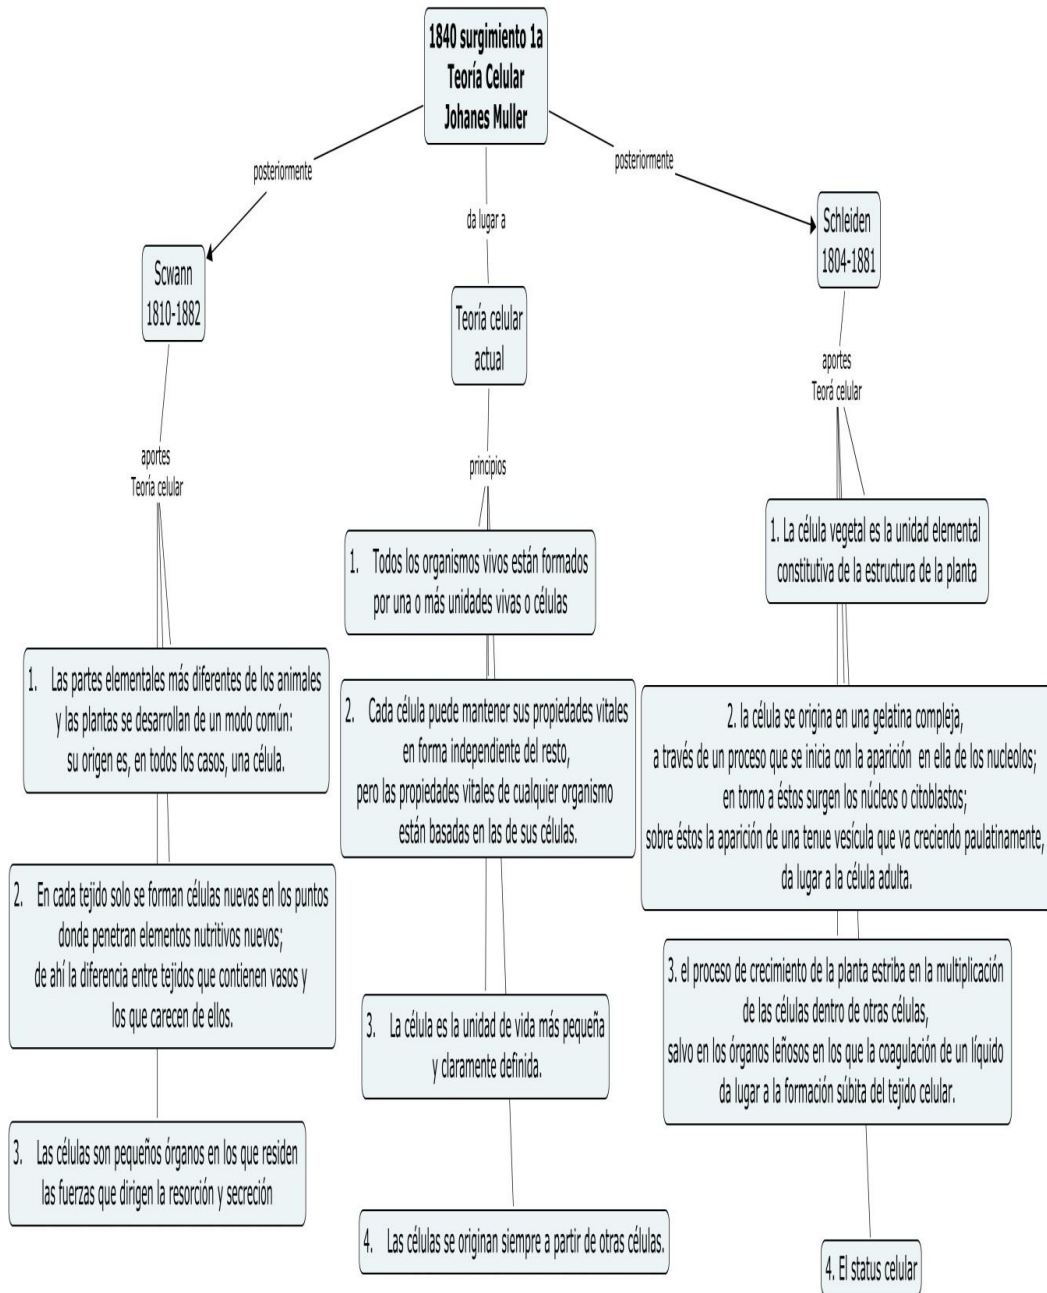 1840 surgimiento 1a
Teoría Celular
Johanes Muller
posteriormente
da lugar a
posteriormente
Scwann
1810-1882
aportes
Teoría celular
1. Las partes elementales más diferentes de los animales
y las plantas se desarrollan de un modo común:
su origen es, en todos los casos, una célula.
2. En cada tejido solo se forman células nuevas en los puntos
donde penetran elementos nutritivos nuevos;
de ahí la diferencia entre tejidos que contienen vasos y
los que carecen de ellos.
3. Las células son pequeños órganos en los que residen
las fuerzas que dirigen la resorción y secreción
Teoría celular
actual
principios
1. Todos los organismos vivos están formados
por una o más unidades vivas o células
2. Cada célula puede mantener sus propiedades vitales
en forma independiente del resto,
pero las propiedades vitales de cualquier organismo
están basadas en las de sus células.
3. La célula es la unidad de vida más pequeña
y claramente definida.
4. Las células se originan siempre a partir de otras células.
Schleiden
1804-1881
aportes
Teorá celular
1. La célula vegetal es la unidad elemental
constitutiva de la estructura de la planta
2. la célula se origina en una gelatina compleja,
a través de un proceso que se inicia con la aparición en ella de los nucleolos;
en torno a éstos surgen los núcleos o citoblastos;
sobre éstos la aparición de una tenue vesícula que va creciendo paulatinamente,
da lugar a la célula adulta.
3. el proceso de crecimiento de la planta estriba en la multiplicación
de las células dentro de otras células,
salvo en los órganos leñosos en los que la coagulación de un líquido
da lugar a la formación súbita del tejido celular.
4. El status celular